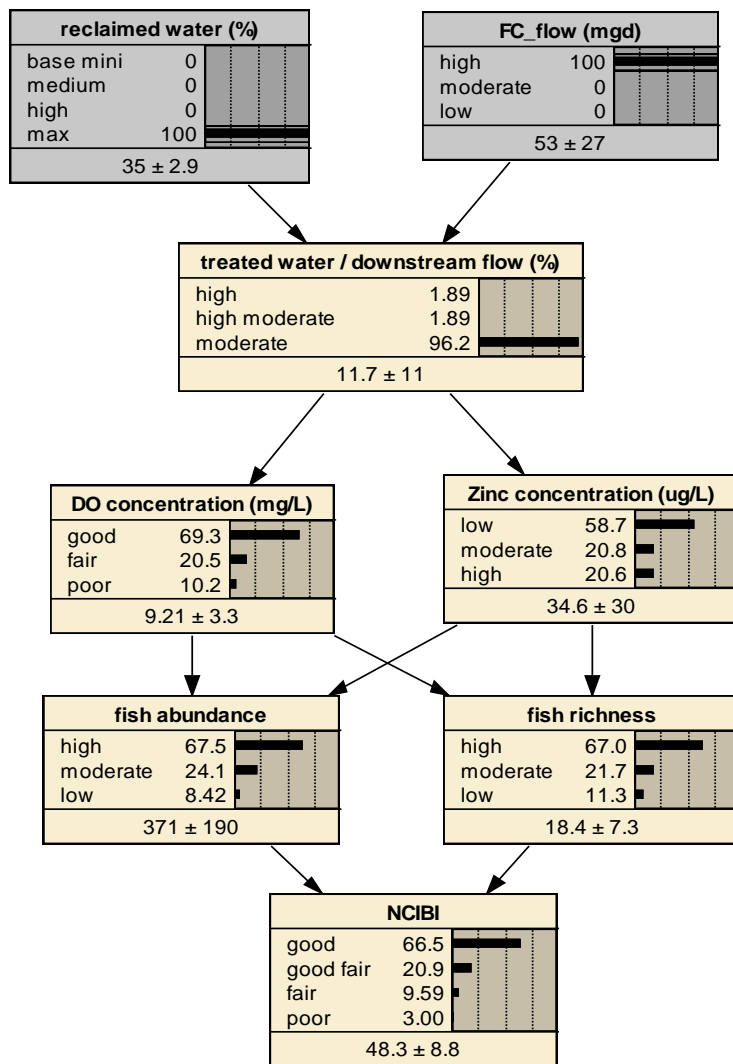 reclaimed water (%)
base mini 0
medium 0
high 0
max 100
35 ± 2.9
FC_flow (mgd)
high 100
moderate 0
low 0
53 ± 27
treated water / downstream flow (%)
high 1.89
high moderate 1.89
moderate 96.2
11.7 ± 11
DO concentration (mg/L)
good 69.3
fair 20.5
poor 10.2
9.21 ± 3.3
Zinc concentration (ug/L)
low 58.7
moderate 20.8
high 20.6
34.6 ± 30
fish abundance
high 67.5
moderate 24.1
low 8.42
371 ± 190
fish richness
high 67.0
moderate 21.7
low 11.3
18.4 ± 7.3
NCIBI
good 66.5
good fair 20.9
fair 9.59
poor 3.00
48.3 ± 8.8